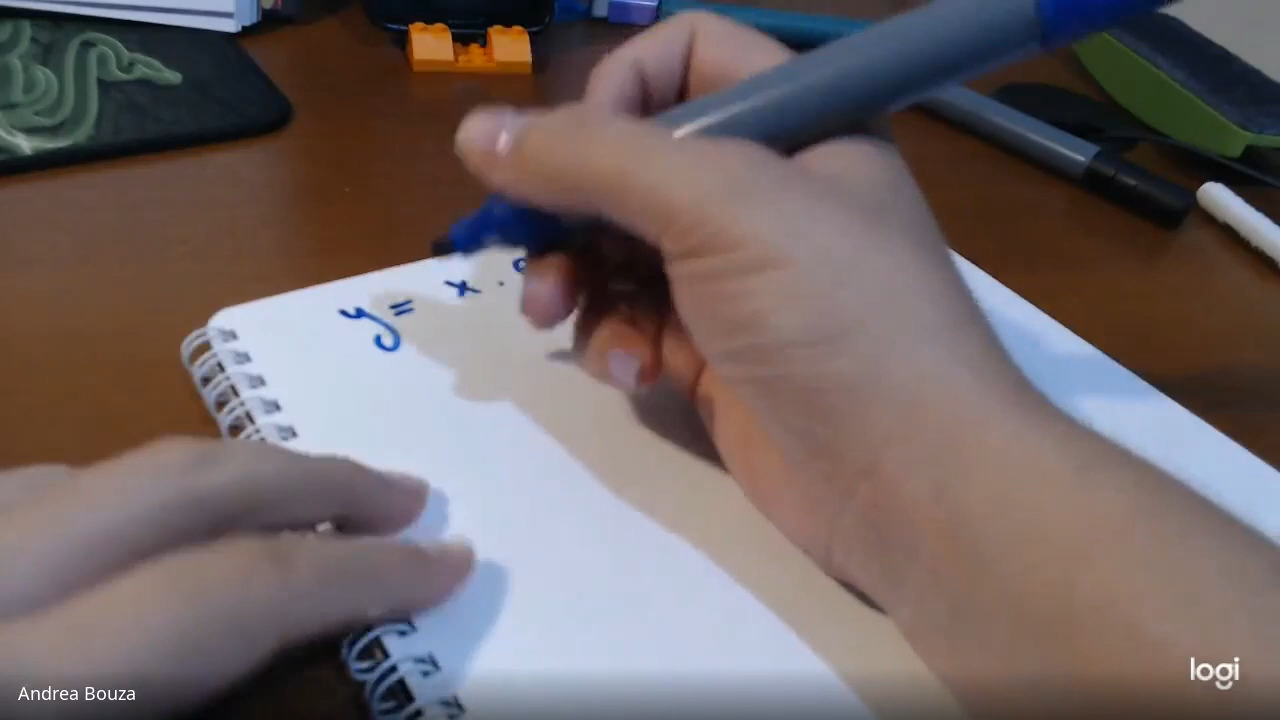 y = x ·
Andrea Bouza
logi